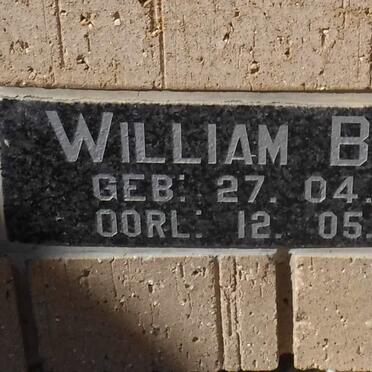 WILLIAM B
GEB: 27. 04.
OORL: 12. 05.